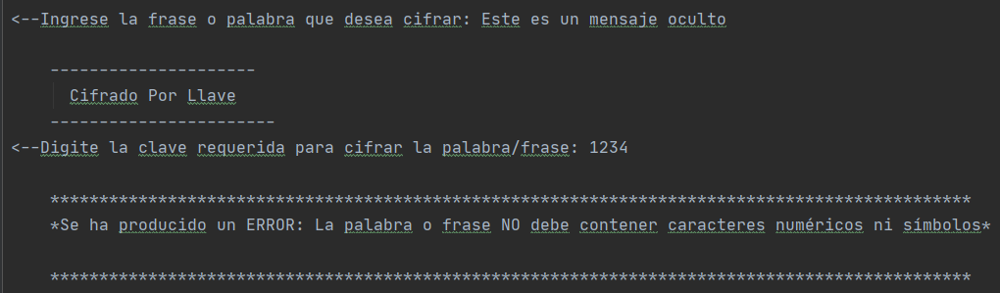 <--Ingrese la frase o palabra que desea cifrar: Este es un mensaje oculto
---------------------
Cifrado Por Llave
-----------------------
<--Digite la clave requerida para cifrar la palabra/frase: 1234
**********************************************************************************************
*Se ha producido un ERROR: La palabra o frase NO debe contener caracteres numéricos ni símbolos*
**********************************************************************************************